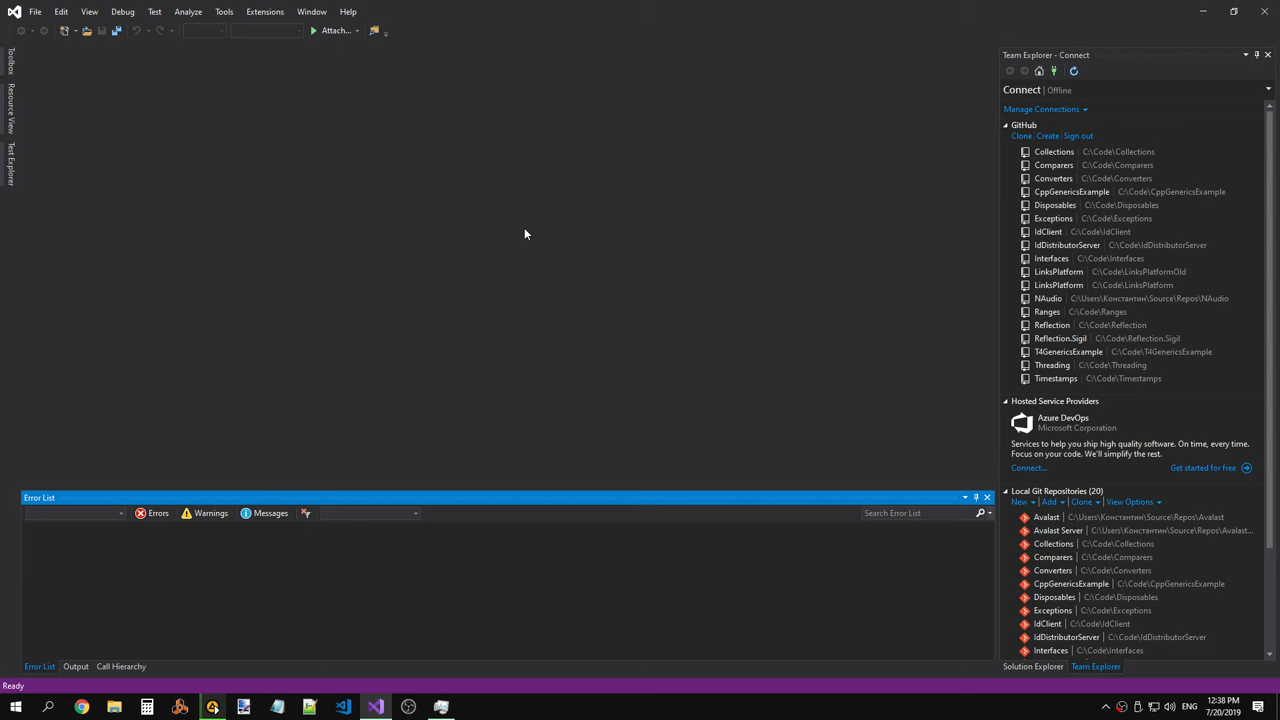 File Edit View Debug Test Analyze Tools Extensions Window Help
Attach...
Toolbox
Resource View
Test Explorer
Team Explorer - Connect
Connect | Offline
Manage Connections
GitHub
Clone | Create | Sign out
Collections | C:\Code\Collections
Comparers | C:\Code\Comparers
Converters | C:\Code\Converters
CppGenericsExample | C:\Code\CppGenericsExample
Disposables | C:\Code\Disposables
Exceptions | C:\Code\Exceptions
IdClient | C:\Code\IdClient
IdDistributorServer | C:\Code\IdDistributorServer
Interfaces | C:\Code\Interfaces
LinksPlatform | C:\Code\LinksPlatformOld
LinksPlatform | C:\Code\LinksPlatform
NAudio | C:\Users\Константин\Source\Repos\NAudio
Ranges | C:\Code\Ranges
Reflection | C:\Code\Reflection
Reflection.Sigil | C:\Code\Reflection.Sigil
T4GenericsExample | C:\Code\T4GenericsExample
Threading | C:\Code\Threading
Timestamps | C:\Code\Timestamps
Hosted Service Providers
Azure DevOps
Microsoft Corporation
Services to help you ship high quality software. On time, every time.
Focus on your code. We'll simplify the rest.
Connect... Get started for free
Local Git Repositories (20)
New | Add | Clone | View Options
Avalast | C:\Users\Константин\Source\Repos\Avalast
Avalast Server | C:\Users\Константин\Source\Repos\Avalast...
Collections | C:\Code\Collections
Comparers | C:\Code\Comparers
Converters | C:\Code\Converters
CppGenericsExample | C:\Code\CppGenericsExample
Disposables | C:\Code\Disposables
Exceptions | C:\Code\Exceptions
IdClient | C:\Code\IdClient
IdDistributorServer | C:\Code\IdDistributorServer
Interfaces | C:\Code\Interfaces
Solution Explorer Team Explorer
Error List
Errors Warnings Messages Search Error List
Error List Output Call Hierarchy
Ready
ENG
12:38 PM
7/20/2019